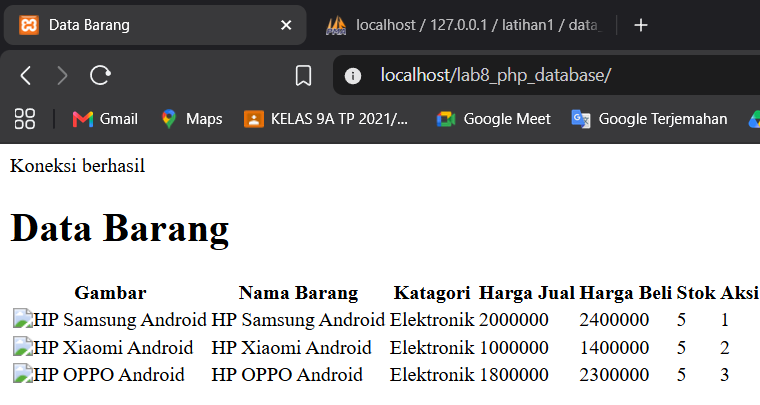 Data Barang
localhost / 127.0.0.1 / latihan1 / data_
localhost/lab8_php_database/
Gmail
Maps
KELAS 9A TP 2021/...
Google Meet
Google Terjemahan
Koneksi berhasil
Data Barang
Gambar Nama Barang Katagori Harga Jual Harga Beli Stok Aksi
HP Samsung Android HP Samsung Android Elektronik 2000000 2400000 5 1
HP Xiaomi Android HP Xiaomi Android Elektronik 1000000 1400000 5 2
HP OPPO Android HP OPPO Android Elektronik 1800000 2300000 5 3